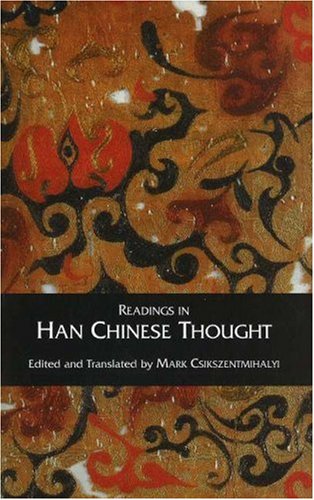 READINGS IN
HAN CHINESE THOUGHT
Edited and Translated by MARK CSIKSZENTMIHALYI